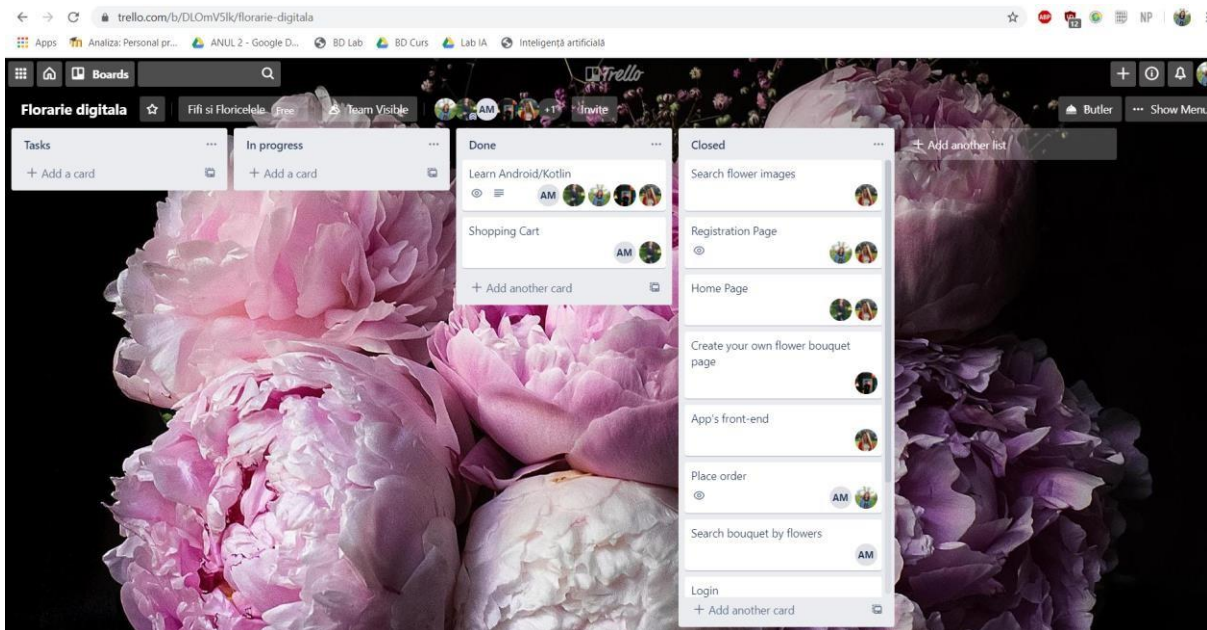 trello.com/b/DLOmV5lk/florarie-digitala
ABP
12
NP
Apps
Analiza: Personal pr...
ANUL 2 - Google D...
BD Lab
BD Curs
Lab IA
Inteligență artificială
Boards
Trello
Florarie digitala
Fifi si Floricelele
Free
Team Visible
AM
+1
Invite
Butler
Show Menu
Tasks
+ Add a card
In progress
+ Add a card
Done
Learn Android/Kotlin
AM
Shopping Cart
AM
+ Add another card
Closed
Search flower images
Registration Page
Home Page
Create your own flower bouquet
page
App's front-end
Place order
AM
Search bouquet by flowers
AM
Login
+ Add another card
+ Add another list